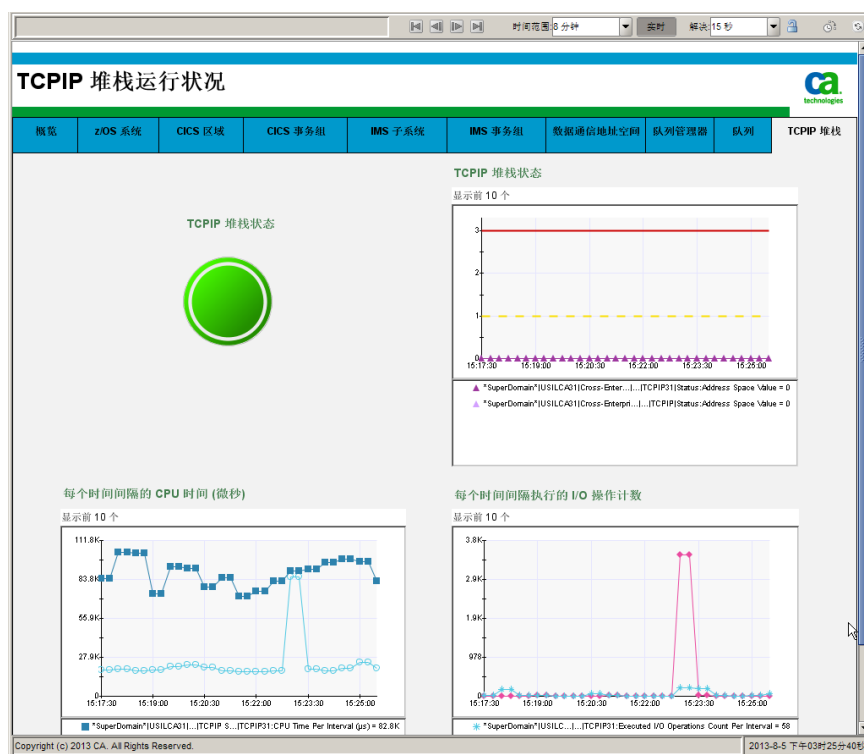 时间范围:8 分钟 实时 解决:15 秒
TCPIP 堆栈运行状况
ca.
technologies
概览 z/OS 系统 CICS 区域 CICS 事务组 IMS 子系统 IMS 事务组 数据通信地址空间 队列管理器 队列 TCPIP 堆栈
TCPIP 堆栈状态
TCPIP 堆栈状态
显示前 10 个
3
2
1
0
15:17:30 15:19:00 15:20:30 15:22:00 15:23:30 15:25:00
*SuperDomain*|USILCA31|Cross-Enter...|...|TCPIP31|Status:Address Space Value = 0
*SuperDomain*|USILCA31|Cross-Enterpri...|...|TCPIP|Status:Address Space Value = 0
每个时间间隔的 CPU 时间 (微秒)
显示前 10 个
111.8K
83.8K
55.9K
27.9K
0
15:17:30 15:19:00 15:20:30 15:22:00 15:23:30 15:25:00
*SuperDomain*|USILCA31|...|TCPIP S...|TCPIP31:CPU Time Per Interval (µs) = 82.8K
每个时间间隔执行的 I/O 操作计数
显示前 10 个
3.8K
2.9K
1.9K
978
0
15:17:30 15:19:00 15:20:30 15:22:00 15:23:30 15:25:00
*SuperDomain*|USILC...|...|TCPIP31:Executed I/O Operations Count Per Interval = 58
Copyright (c) 2013 CA. All Rights Reserved.
2013-8-5 下午03时25分40秒